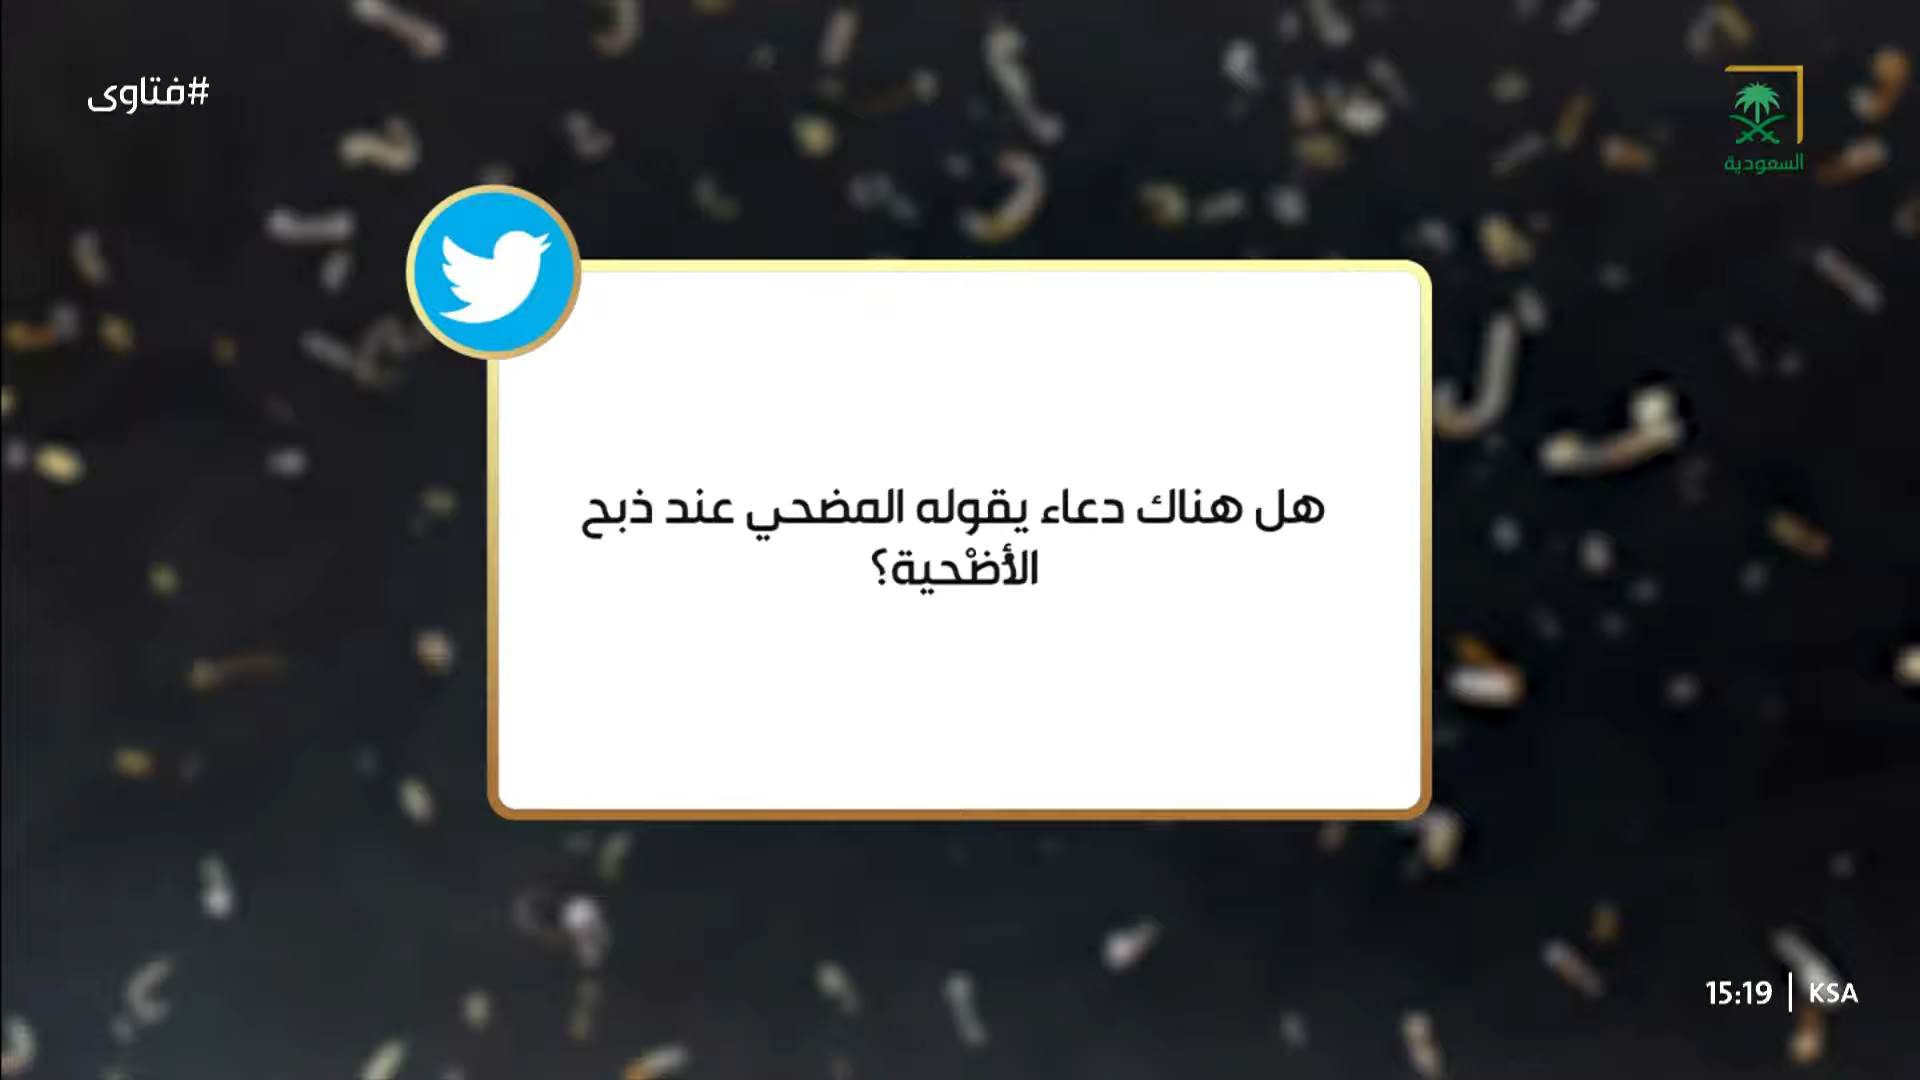 #فتاوى
السعودية
هل هناك دعاء يقوله المضحي عند ذبح
الأضْحية؟
15:19 | KSA